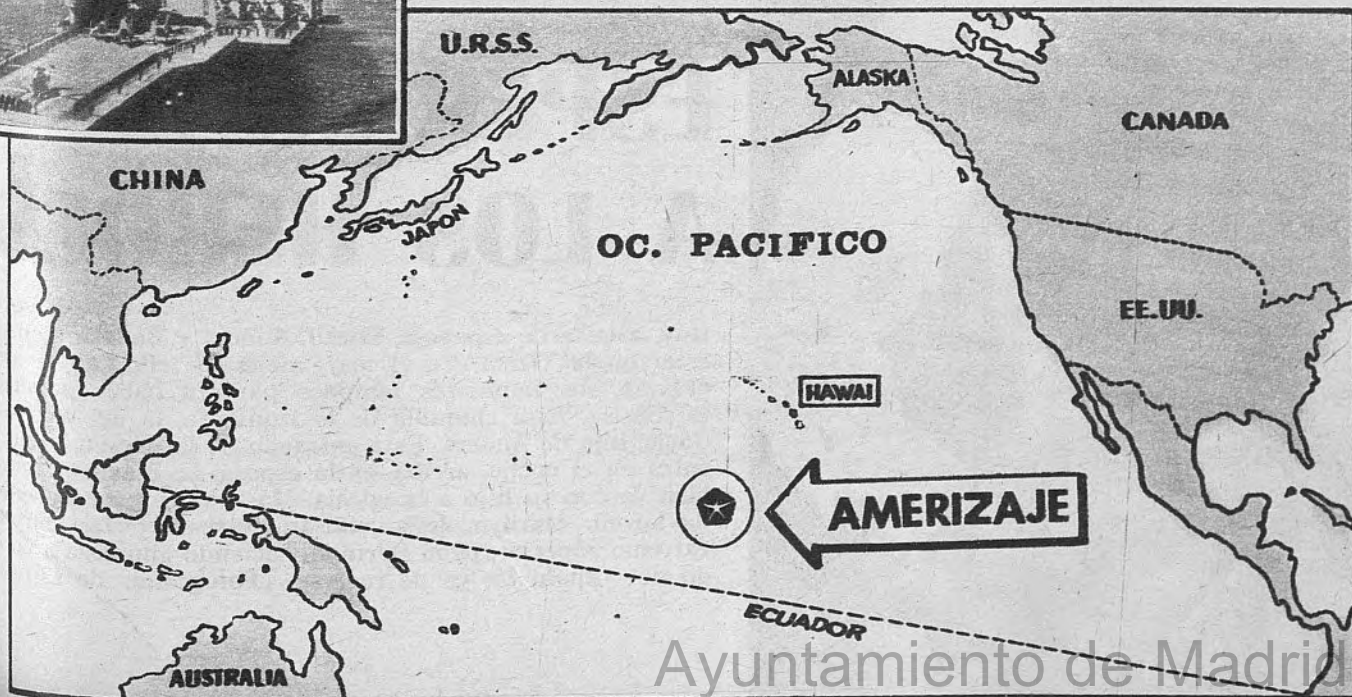 U.R.S.S.
ALASKA
CANADA
CHINA
JAPON
OC. PACIFICO
EE.UU.
HAWAI
AMERIZAJE
ECUADOR
AUSTRALIA
Ayuntamiento de Madrid